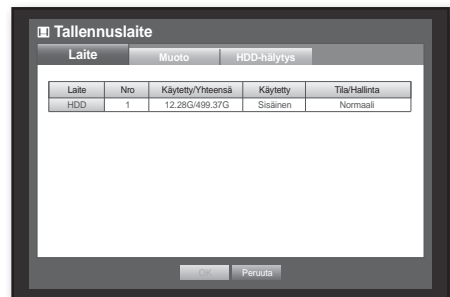 Tallennuslaite
Laite Muoto HDD-hälytys
Laite Nro Käytetty/Yhteensä Käytetty Tila/Hallinta
HDD 1 12.28G/499.37G Sisäinen Normaali
OK Peruuta